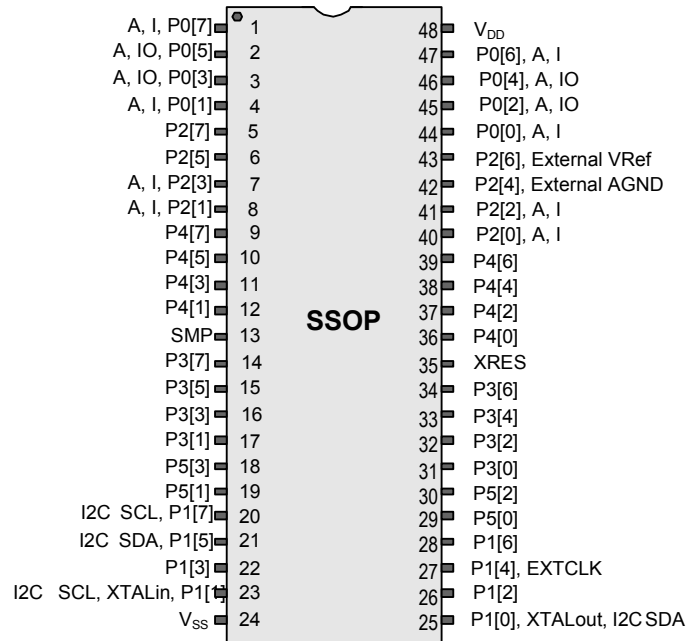 A, I, P0[7] 1 48 VDD
A, IO, P0[5] 2 47 P0[6], A, I
A, IO, P0[3] 3 46 P0[4], A, IO
A, I, P0[1] 4 45 P0[2], A, IO
P2[7] 5 44 P0[0], A, I
P2[5] 6 43 P2[6], External VRef
A, I, P2[3] 7 42 P2[4], External AGND
A, I, P2[1] 8 41 P2[2], A, I
P4[7] 9 40 P2[0], A, I
P4[5] 10 39 P4[6]
P4[3] 11 38 P4[4]
P4[1] 12 37 P4[2]
SSOP
SMP 13 36 P4[0]
P3[7] 14 35 XRES
P3[5] 15 34 P3[6]
P3[3] 16 33 P3[4]
P3[1] 17 32 P3[2]
P5[3] 18 31 P3[0]
P5[1] 19 30 P5[2]
I2C SCL, P1[7] 20 29 P5[0]
I2C SDA, P1[5] 21 28 P1[6]
P1[3] 22 27 P1[4], EXTCLK
I2C SCL, XTALin, P1[1] 23 26 P1[2]
VSS 24 25 P1[0], XTALout, I2C SDA